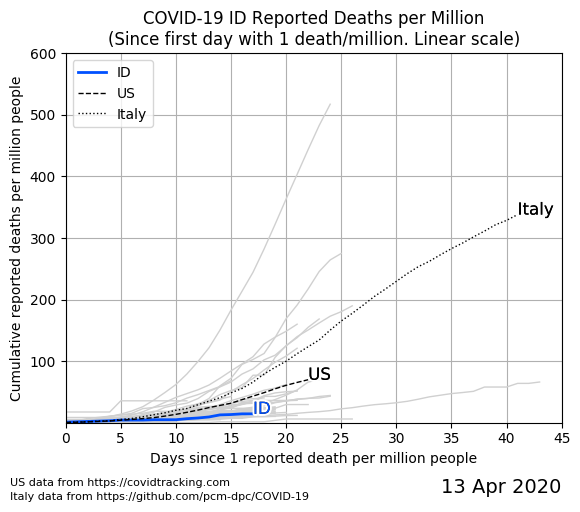 COVID-19 ID Reported Deaths per Million
(Since first day with 1 death/million. Linear scale)
Cumulative reported deaths per million people
600
500
400
300
200
100
ID
US
Italy
Italy
US
ID
0 5 10 15 20 25 30 35 40 45
Days since 1 reported death per million people
US data from https://covidtracking.com
Italy data from https://github.com/pcm-dpc/COVID-19
13 Apr 2020